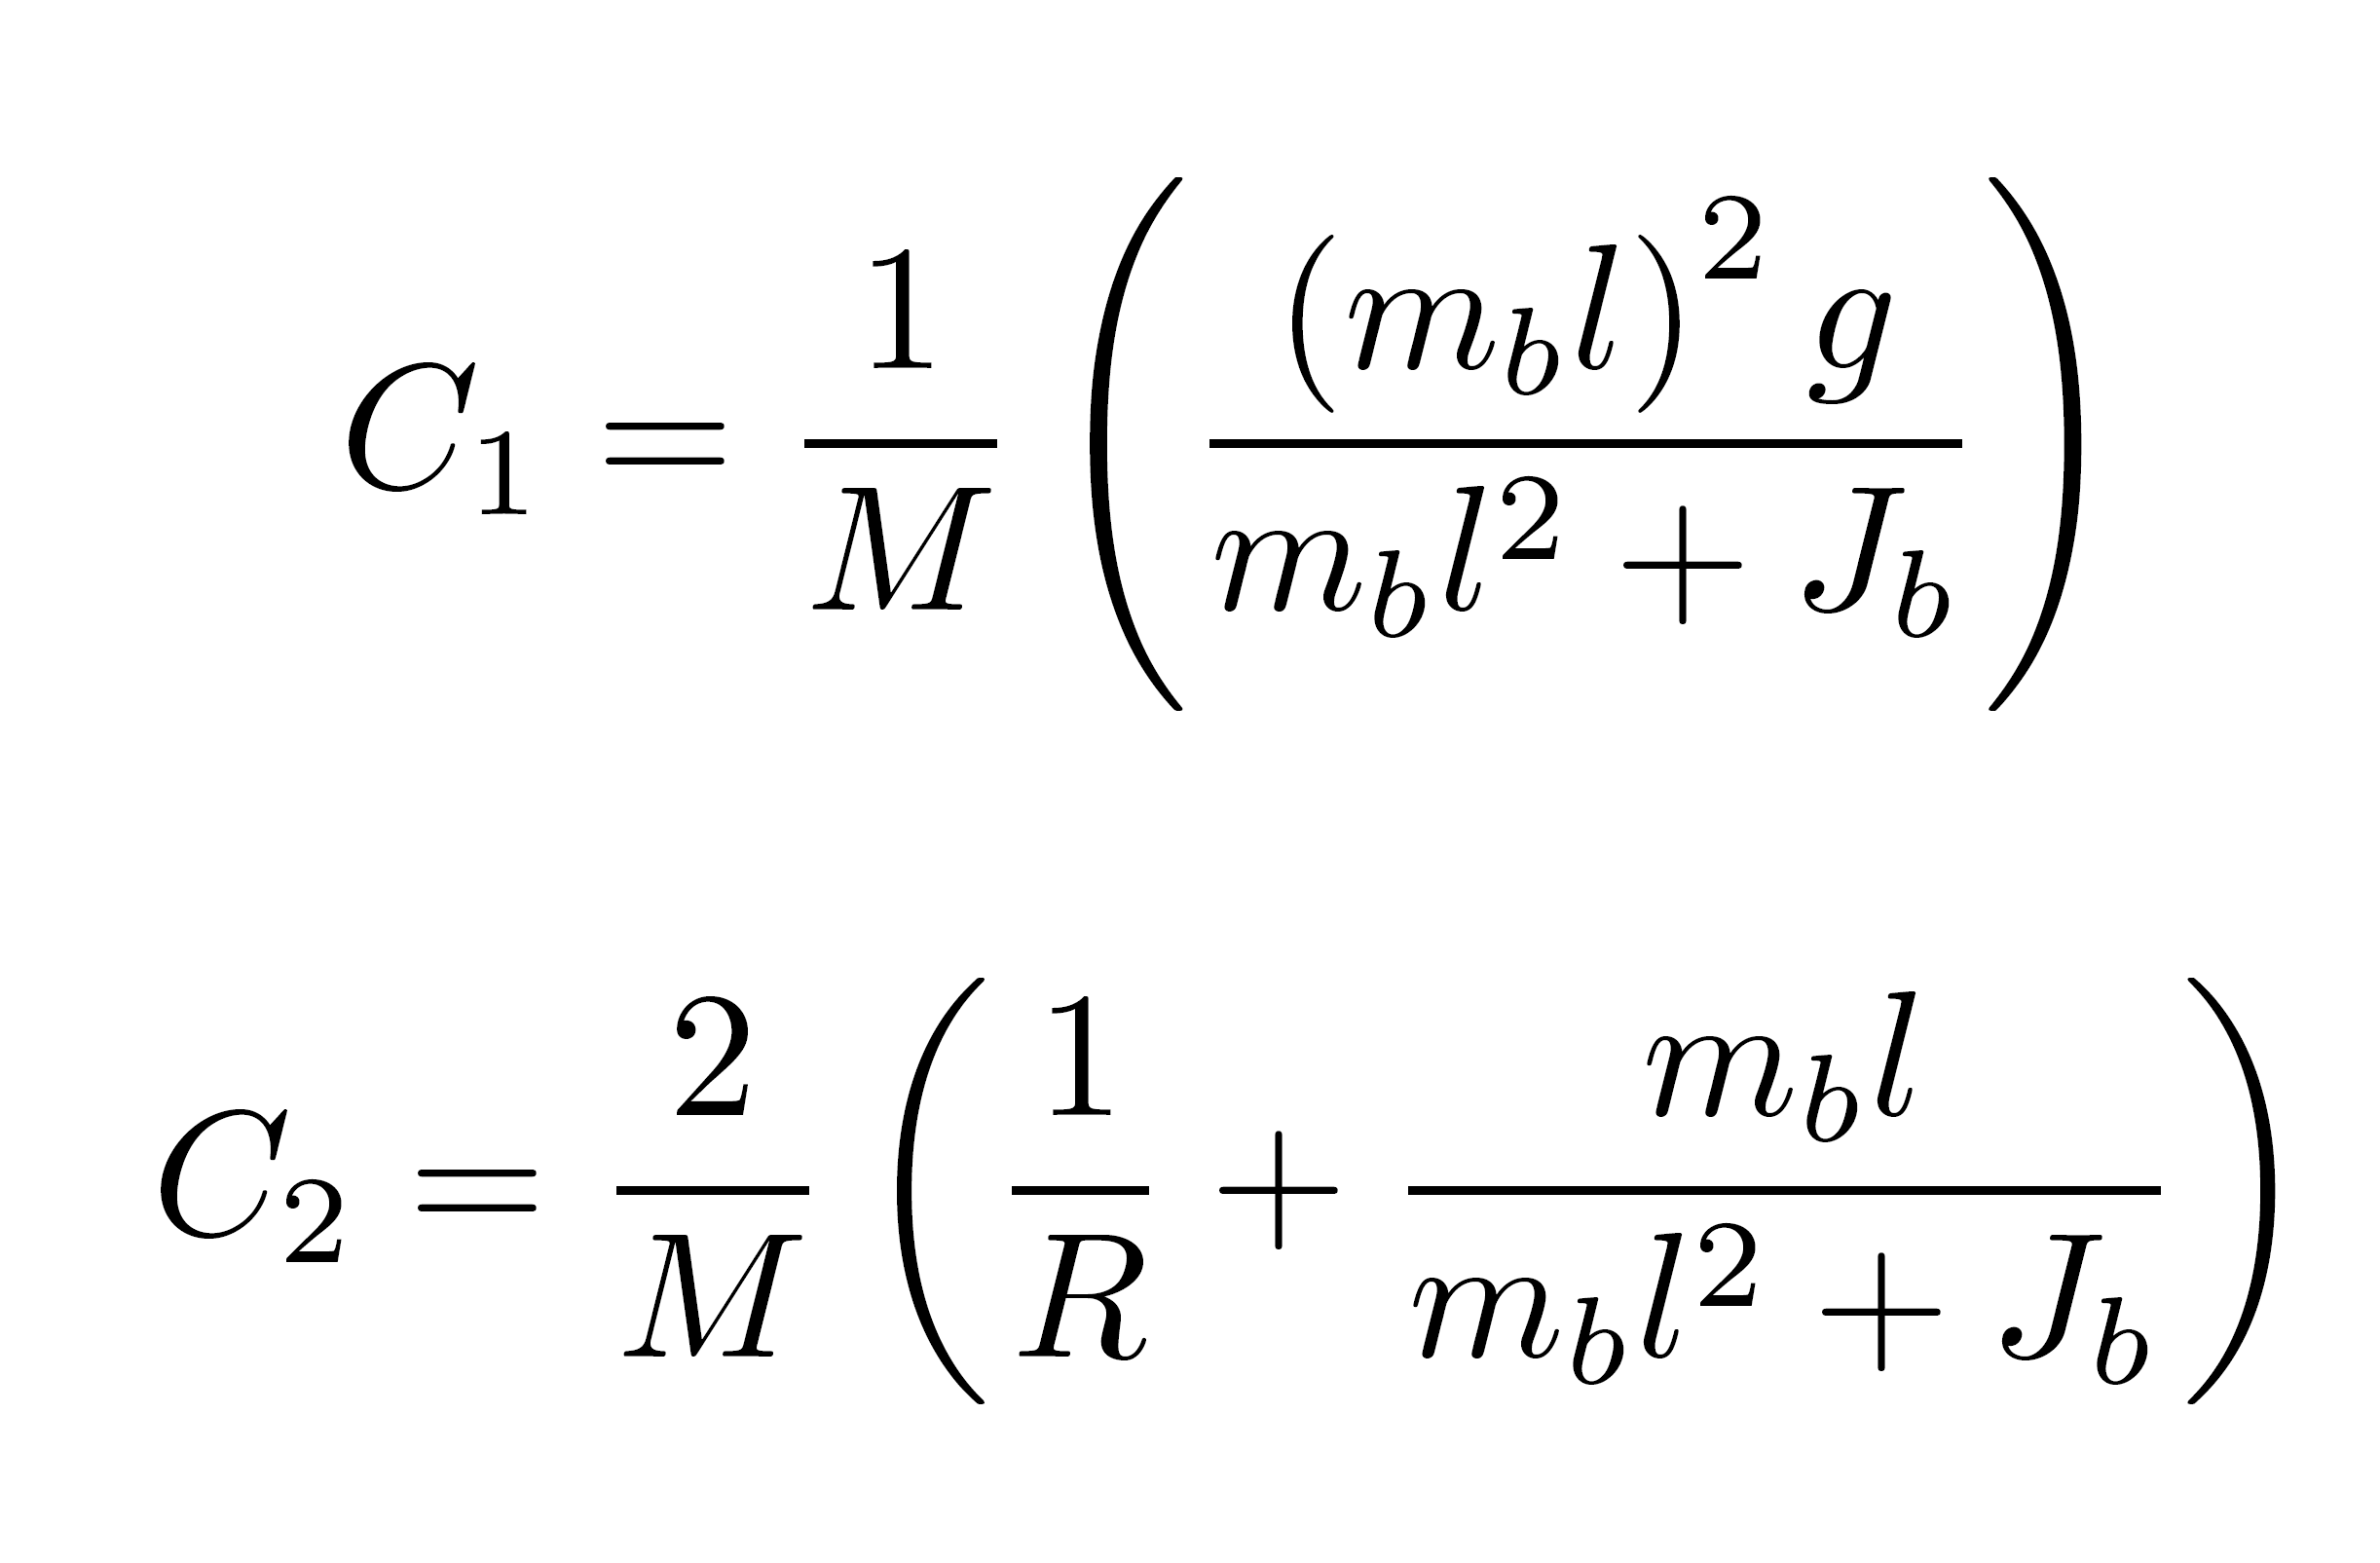 C_1 = \frac{1}{M} \left( \frac{(m_b l)^2 g}{m_b l^2 + J_b} \right)
C_2 = \frac{2}{M} \left( \frac{1}{R} + \frac{m_b l}{m_b l^2 + J_b} \right)